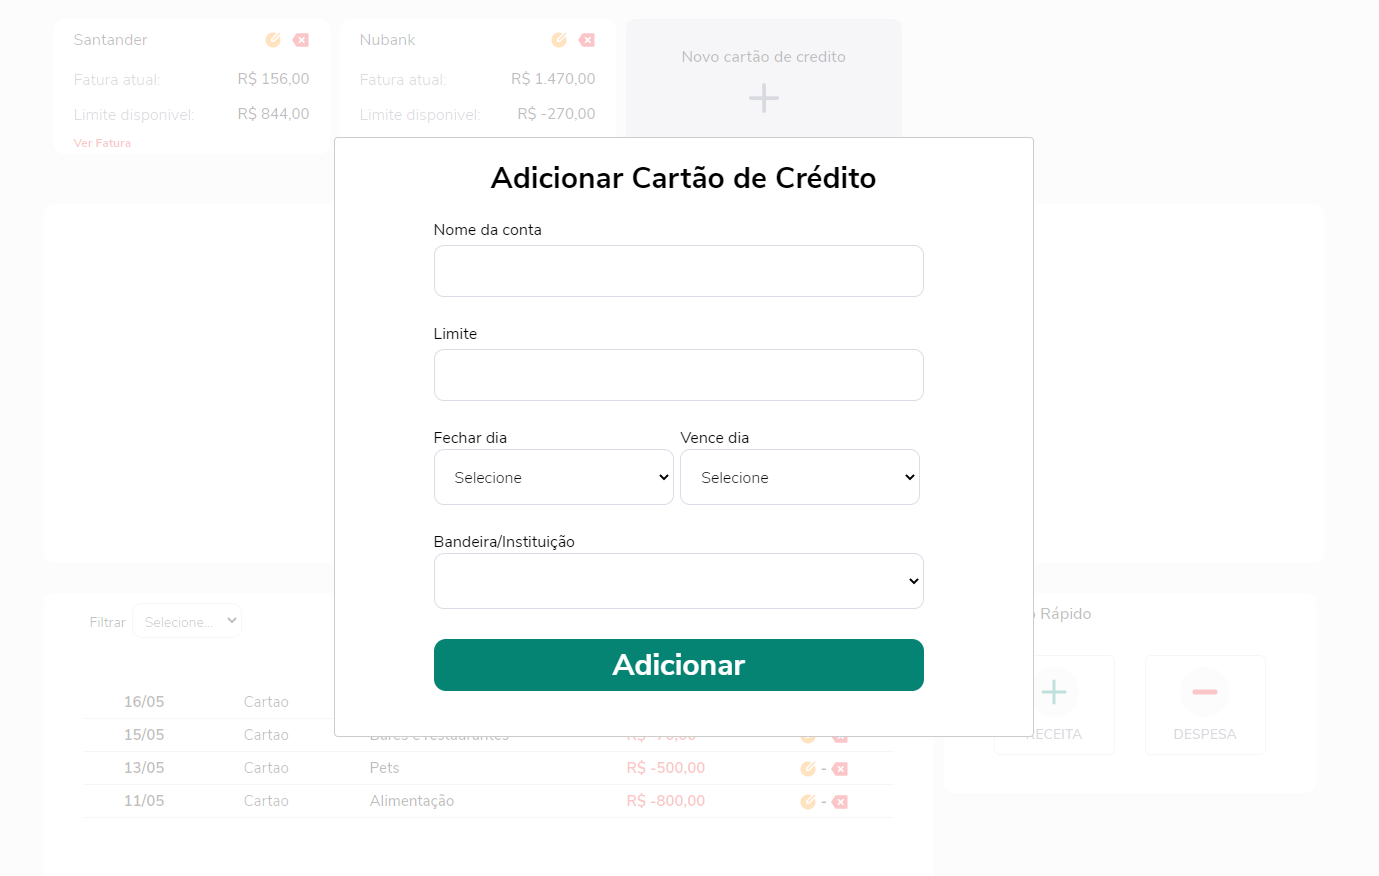 Santander
Nubank
Novo cartão de credito
Fatura atual:
R$ 156,00
Fatura atual:
R$ 1.470,00
Limite disponivel:
R$ 844,00
Limite disponivel:
R$ -270,00
Ver Fatura
Adicionar Cartão de Crédito
Nome da conta
Limite
Fechar dia
Vence dia
Selecione
Selecione
Bandeira/Instituição
Adicionar
Filtrar
Selecione...
Rápido
16/05 Cartao
15/05 Cartao
13/05 Cartao Pets R$ -500,00 -
11/05 Cartao Alimentação R$ -800,00 -
RECEITA
DESPESA